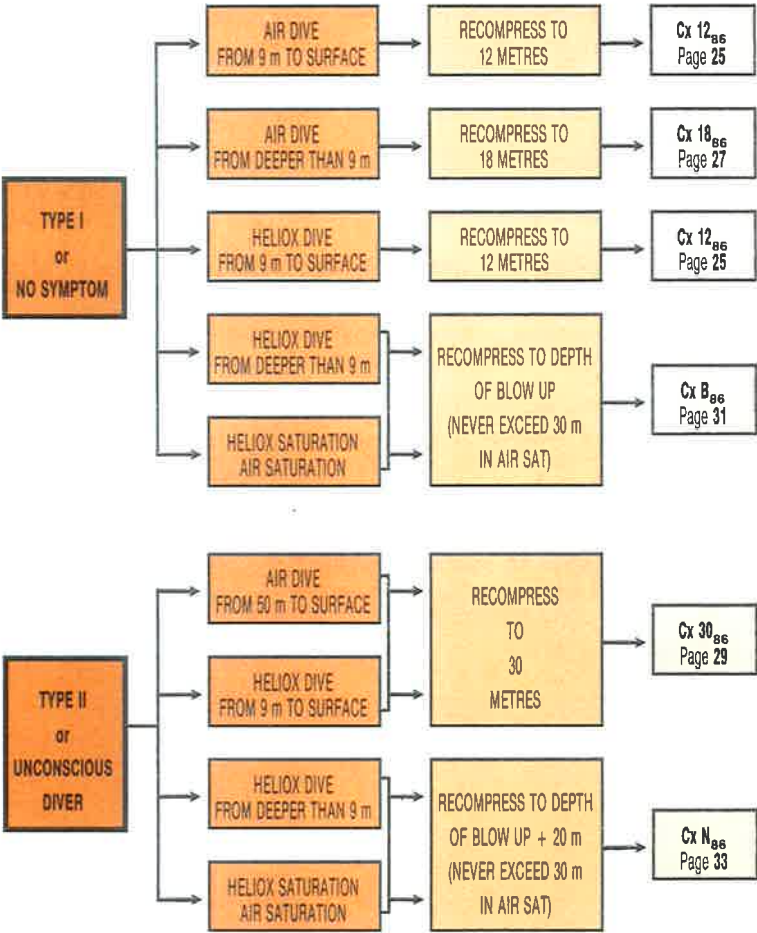 AIR DIVE
FROM 9 m TO SURFACE
RECOMPRESS TO
12 METRES
Cx 12₈₆
Page 25
AIR DIVE
FROM DEEPER THAN 9 m
RECOMPRESS TO
18 METRES
Cx 18₈₆
Page 27
TYPE I
or
NO SYMPTOM
HELIOX DIVE
FROM 9 m TO SURFACE
RECOMPRESS TO
12 METRES
Cx 12₈₆
Page 25
HELIOX DIVE
FROM DEEPER THAN 9 m
HELIOX SATURATION
AIR SATURATION
RECOMPRESS TO DEPTH
OF BLOW UP
(NEVER EXCEED 30 m
IN AIR SAT)
Cx B₈₆
Page 31
TYPE II
or
UNCONSCIOUS
DIVER
AIR DIVE
FROM 50 m TO SURFACE
HELIOX DIVE
FROM 9 m TO SURFACE
RECOMPRESS
TO
30
METRES
Cx 30₈₆
Page 29
HELIOX DIVE
FROM DEEPER THAN 9 m
HELIOX SATURATION
AIR SATURATION
RECOMPRESS TO DEPTH
OF BLOW UP + 20 m
(NEVER EXCEED 30 m
IN AIR SAT)
Cx N₈₆
Page 33